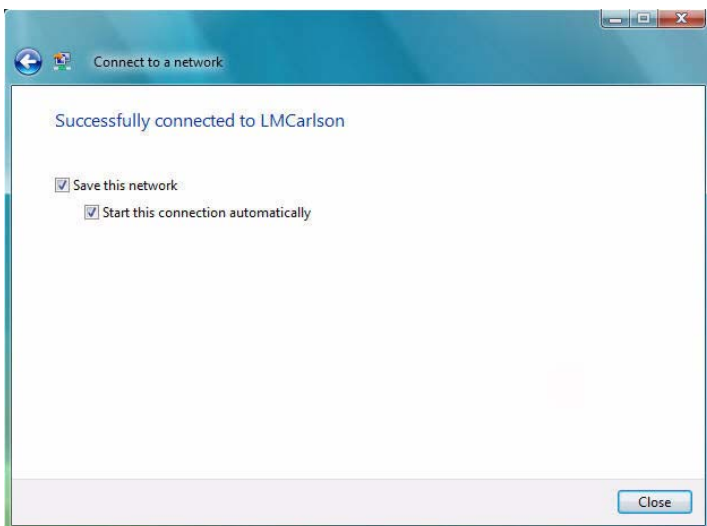 Connect to a network
Successfully connected to LMCarlson
Save this network
Start this connection automatically
Close